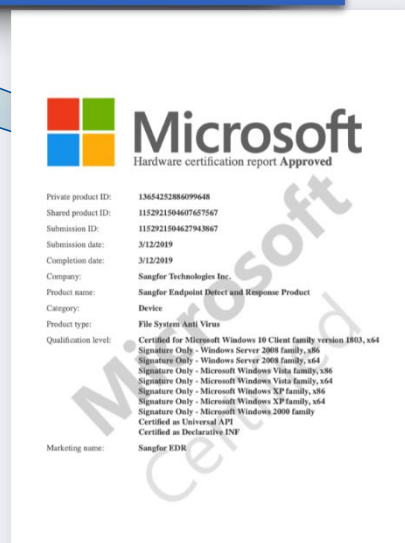 Microsoft
Hardware certification report Approved
Private product ID: 13654252886099648
Shared product ID: 1152921504607657567
Submission ID: 1152921504627943867
Submission date: 3/12/2019
Completion date: 3/12/2019
Company: Sangfor Technologies Inc.
Product name: Sangfor Endpoint Detect and Response Product
Category: Device
Product type: File System Anti Virus
Qualification level: Certified for Microsoft Windows 10 Client family version 1803, x64
Signature Only - Windows Server 2008 family, x86
Signature Only - Windows Server 2008 family, x64
Signature Only - Microsoft Windows Vista family, x86
Signature Only - Microsoft Windows Vista family, x64
Signature Only - Microsoft Windows XP family, x86
Signature Only - Microsoft Windows XP family, x64
Signature Only - Microsoft Windows 2000 family
Certified as Universal API
Certified as Declarative INF
Marketing name: Sangfor EDR
Microsoft
Certified